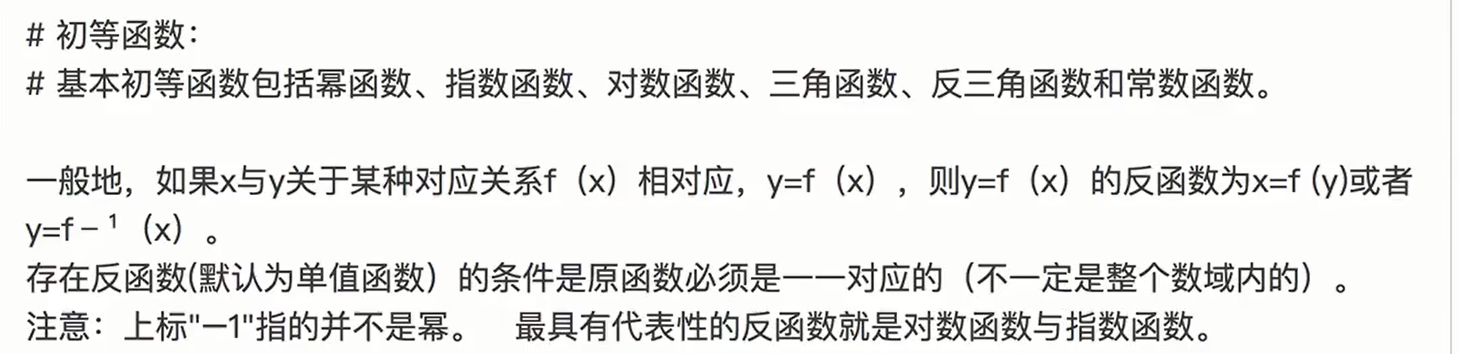 # 初等函数：
# 基本初等函数包括幂函数、指数函数、对数函数、三角函数、反三角函数和常数函数。
一般地，如果x与y关于某种对应关系f（x）相对应，y=f（x），则y=f（x）的反函数为x=f (y)或者
y=f－¹（x）。
存在反函数(默认为单值函数）的条件是原函数必须是一一对应的（不一定是整个数域内的）。
注意：上标"−1"指的并不是幂。　最具有代表性的反函数就是对数函数与指数函数。